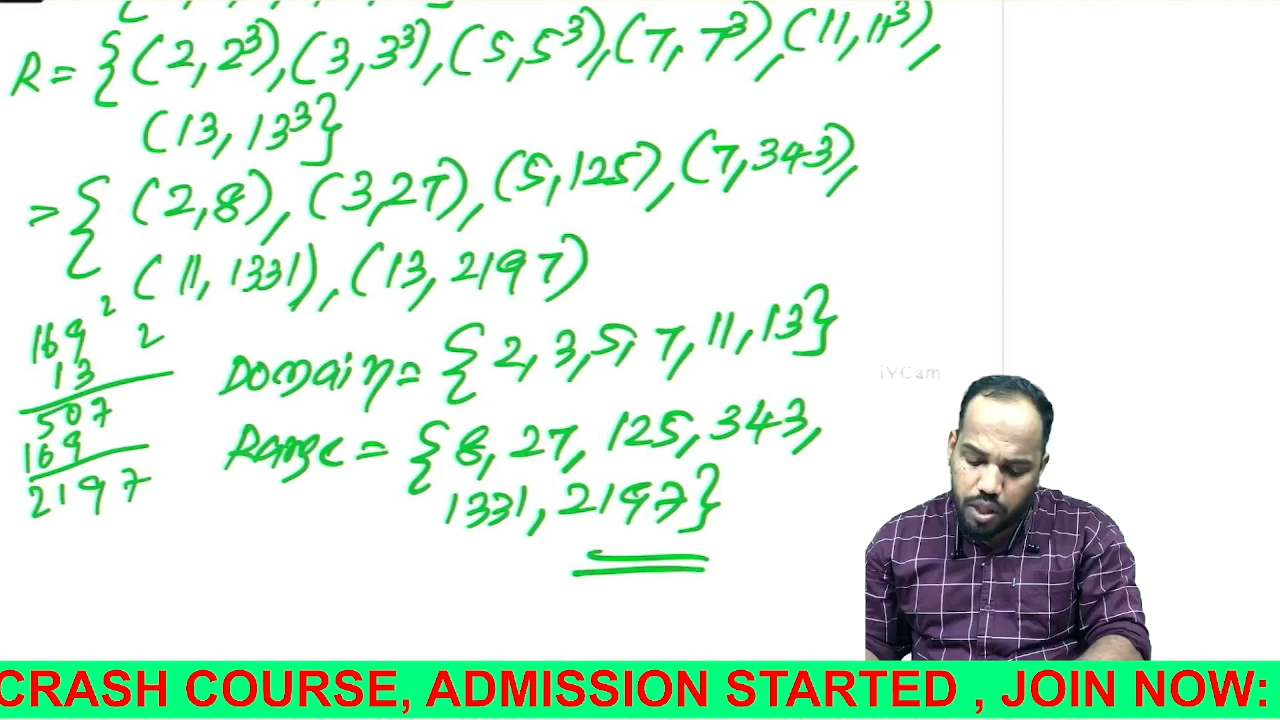 R = {(2, 2³), (3, 3³), (5, 5³), (7, 7³), (11, 11³),
(13, 13³}
= { (2,8), (3,27), (5,125), (7,343),
(11, 1331), (13, 2197)
169² 2
13
507
169
2197
Domain = {2, 3, 5, 7, 11, 13}
Range = {8, 27, 125, 343,
1331, 2197}
iVCam
CRASH COURSE, ADMISSION STARTED , JOIN NOW: